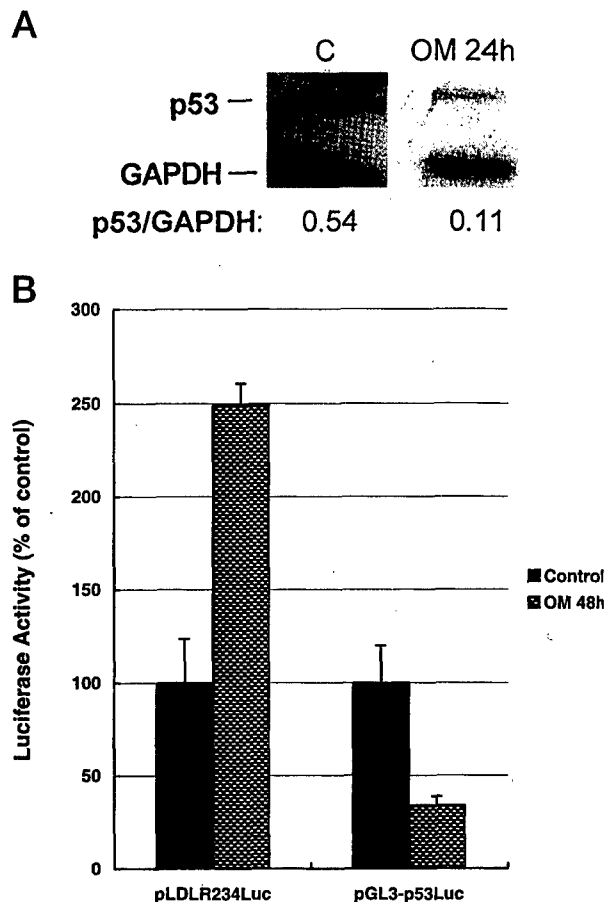 A
C OM 24h
p53
GAPDH
p53/GAPDH: 0.54 0.11
B
Luciferase Activity (% of control)
300
250
200
150
100
50
0
Control
OM 48h
pLDLR234Luc pGL3-p53Luc